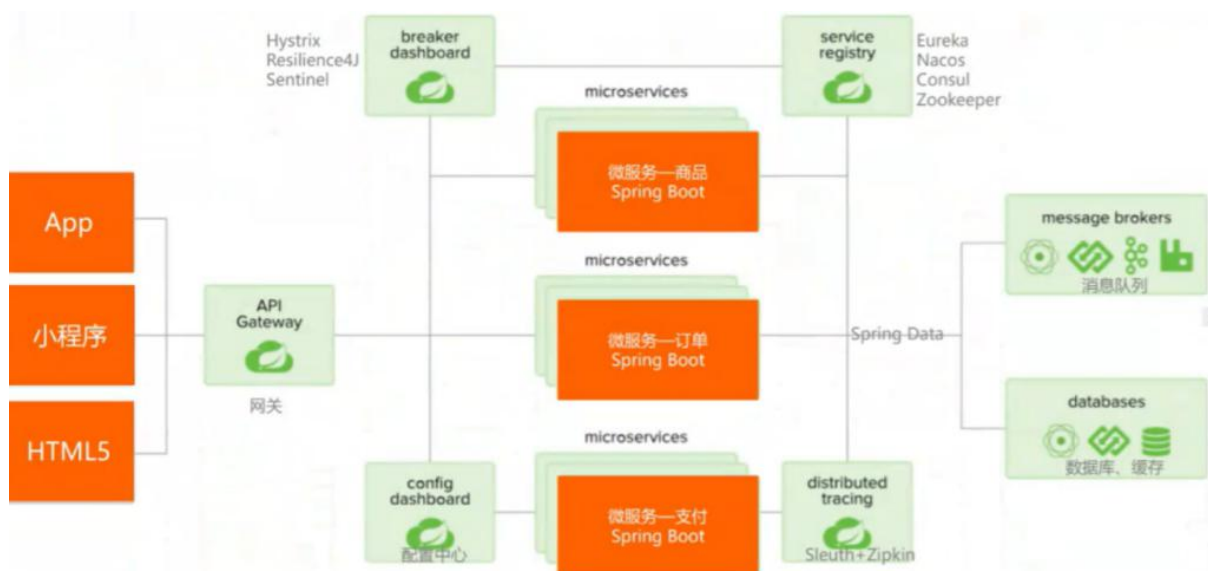 Hystrix
Resilience4J
Sentinel
breaker
dashboard
service
registry
Eureka
Nacos
Consul
Zookeeper
microservices
微服务—商品
Spring Boot
App
小程序
HTML5
API
Gateway
网关
microservices
微服务—订单
Spring Boot
Spring Data
message brokers
消息队列
databases
数据库、缓存
microservices
config
dashboard
配置中心
微服务—支付
Spring Boot
distributed
tracing
Sleuth+Zipkin